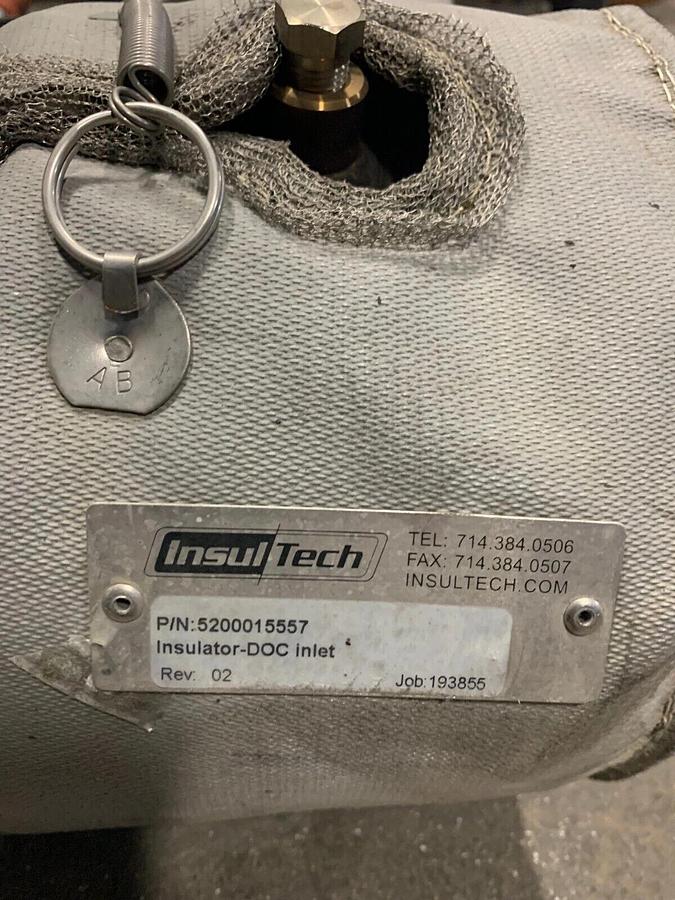 AB
InsulTech
TEL: 714.384.0506
FAX: 714.384.0507
INSULTECH.COM
P/N:5200015557
Insulator-DOC inlet
Rev: 02 Job:193855